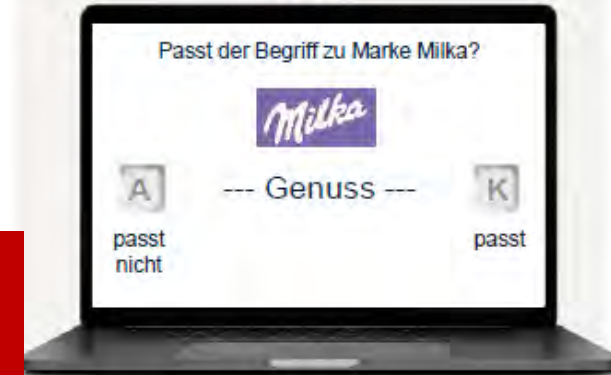 Passt der Begriff zu Marke Milka?
Milka
A
--- Genuss ---
K
passt
nicht
passt